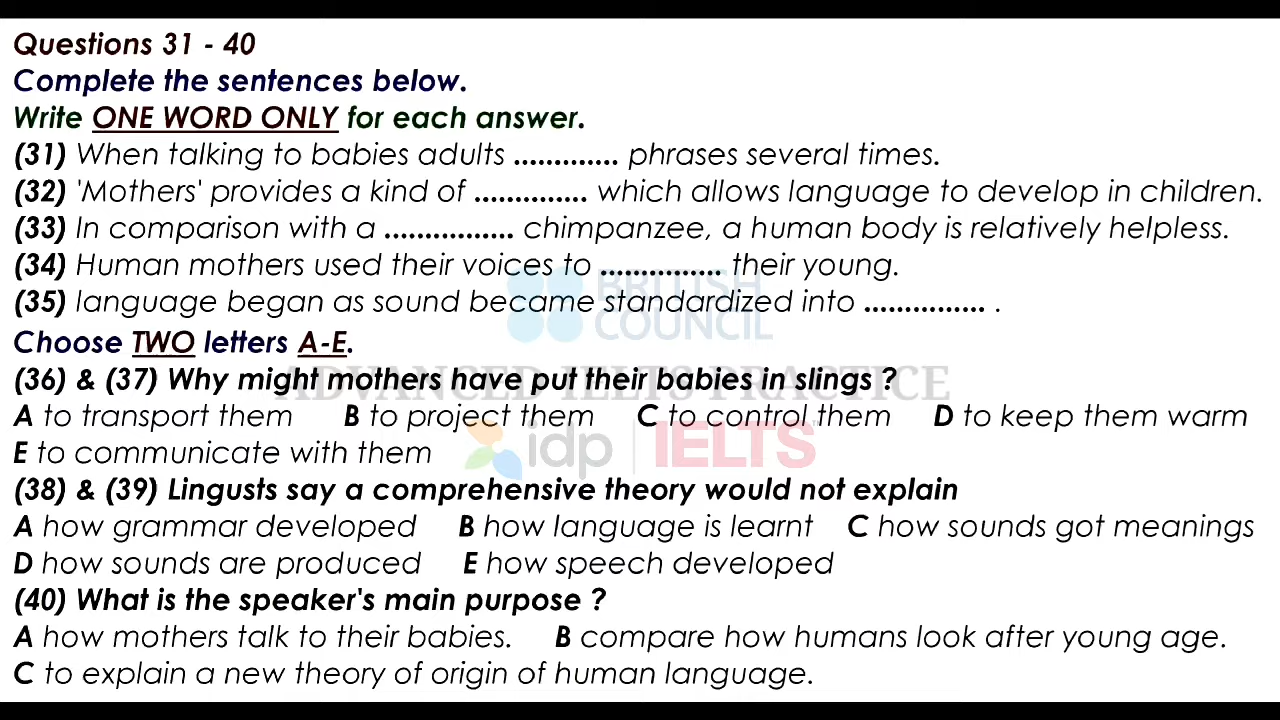 Questions 31 - 40
Complete the sentences below.
Write ONE WORD ONLY for each answer.
(31) When talking to babies adults ............. phrases several times.
(32) 'Mothers' provides a kind of .............. which allows language to develop in children.
(33) In comparison with a ................ chimpanzee, a human body is relatively helpless.
(34) Human mothers used their voices to ............... their young.
(35) language began as sound became standardized into ............... .
BRITISH COUNCIL
Choose TWO letters A-E.
(36) & (37) Why might mothers have put their babies in slings ?
ADVANCED IELTS PRACTICE
A to transport them B to project them C to control them D to keep them warm
E to communicate with them
idp IELTS
(38) & (39) Lingusts say a comprehensive theory would not explain
A how grammar developed B how language is learnt C how sounds got meanings
D how sounds are produced E how speech developed
(40) What is the speaker's main purpose ?
A how mothers talk to their babies. B compare how humans look after young age.
C to explain a new theory of origin of human language.